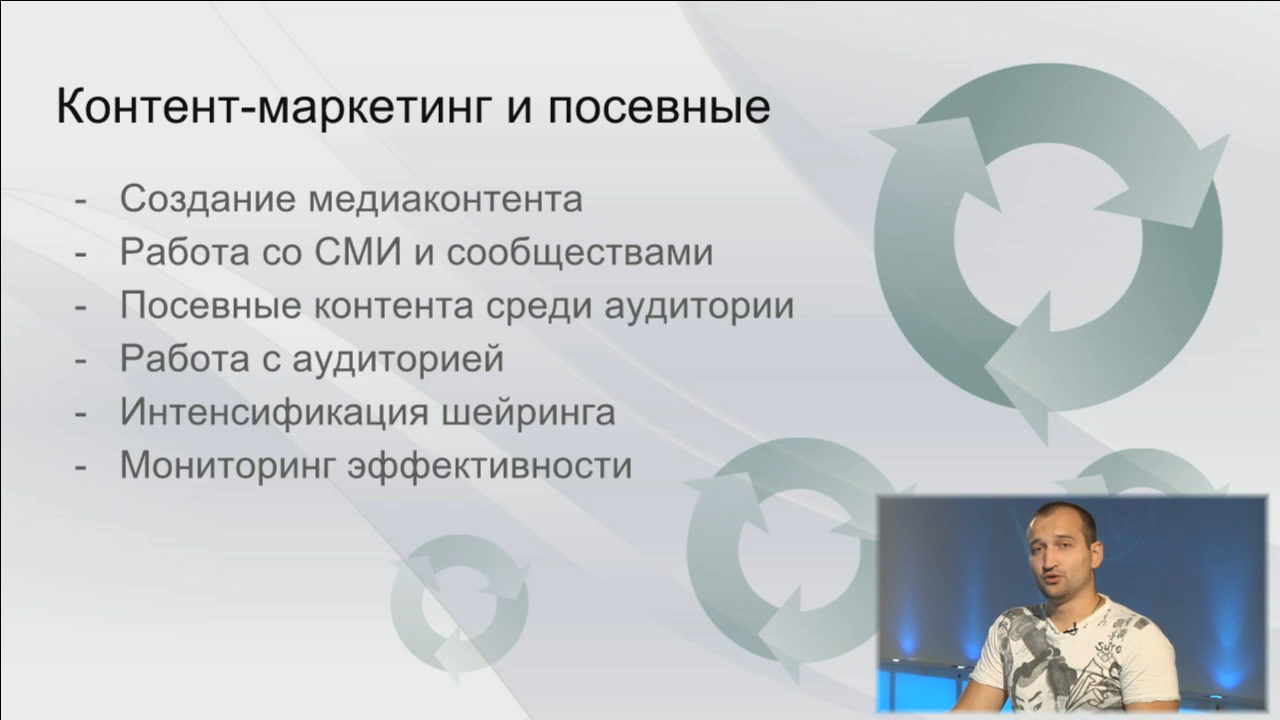 Контент-маркетинг и посевные
- Создание медиаконтента
- Работа со СМИ и сообществами
- Посевные контента среди аудитории
- Работа с аудиторией
- Интенсификация шейринга
- Мониторинг эффективности